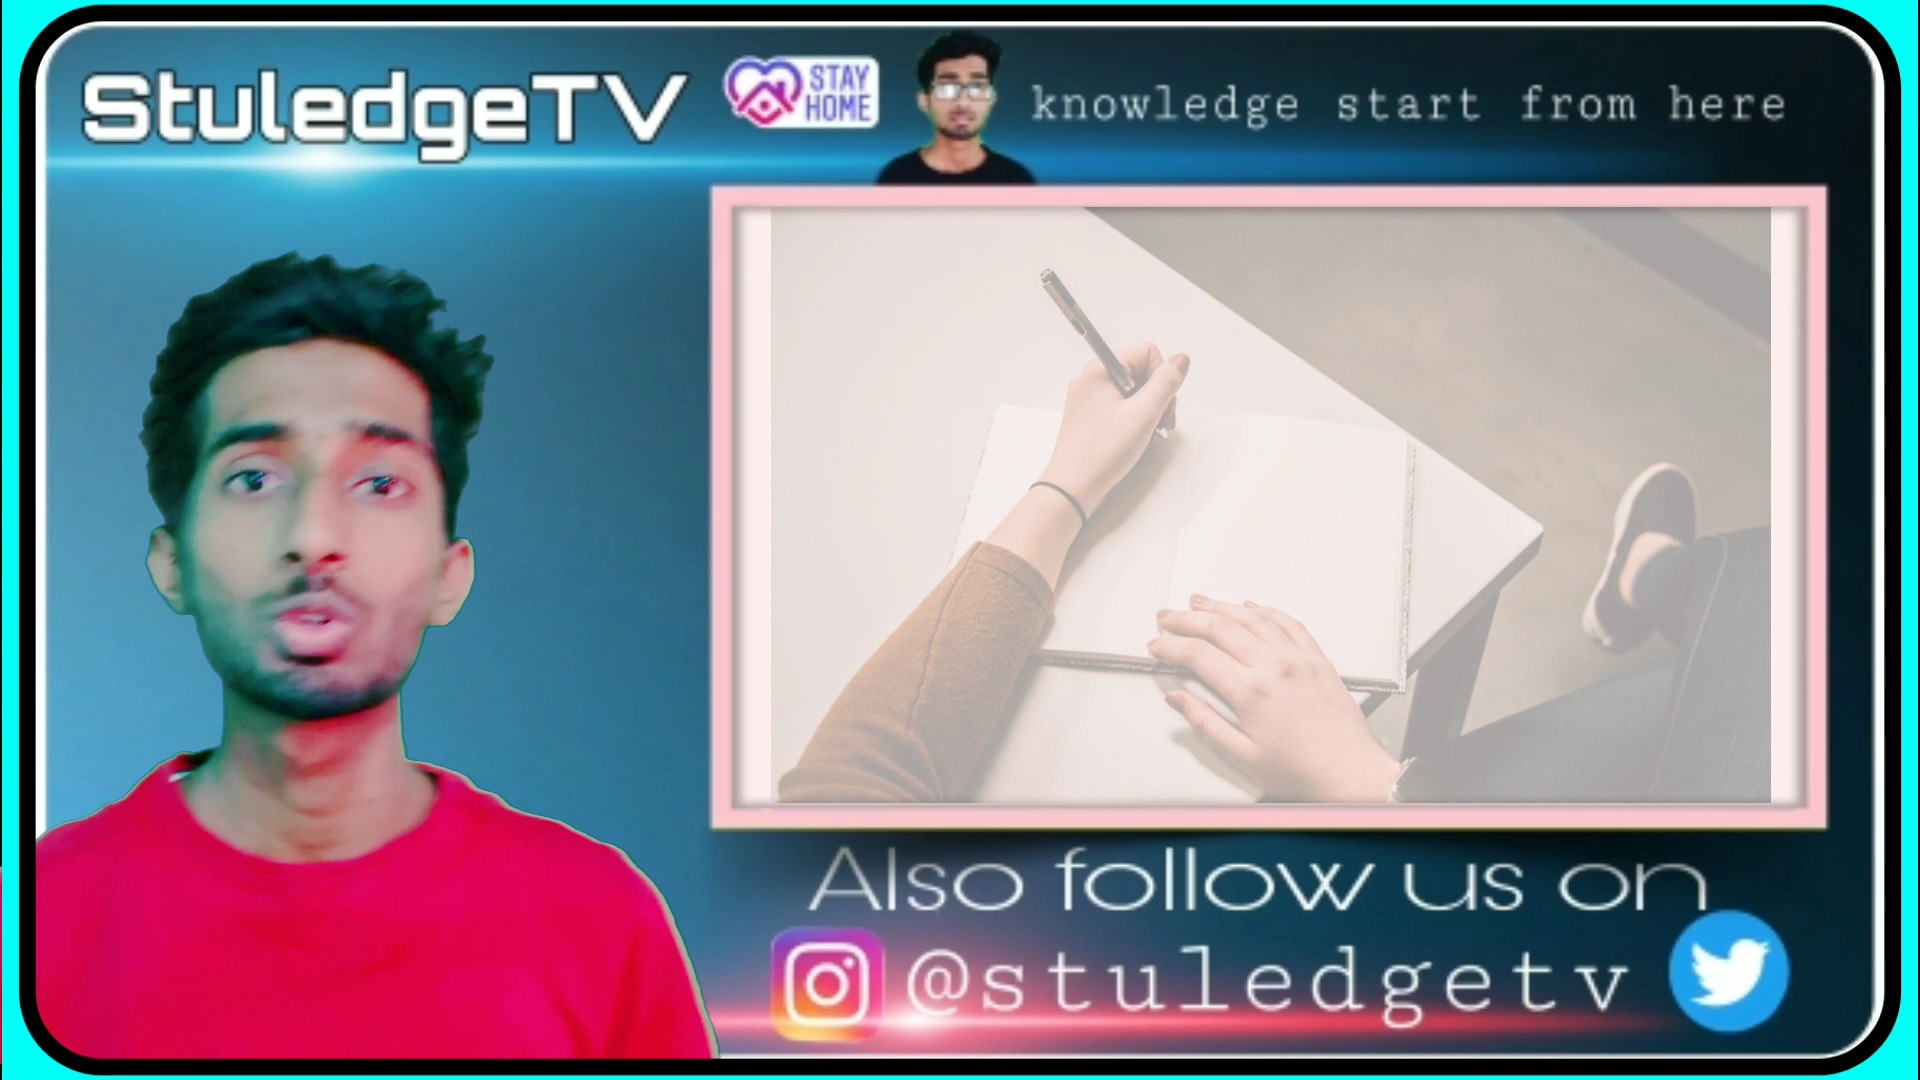 StuledgeTV
STAY
HOME
knowledge start from here
Also follow us on
@stuledgetv